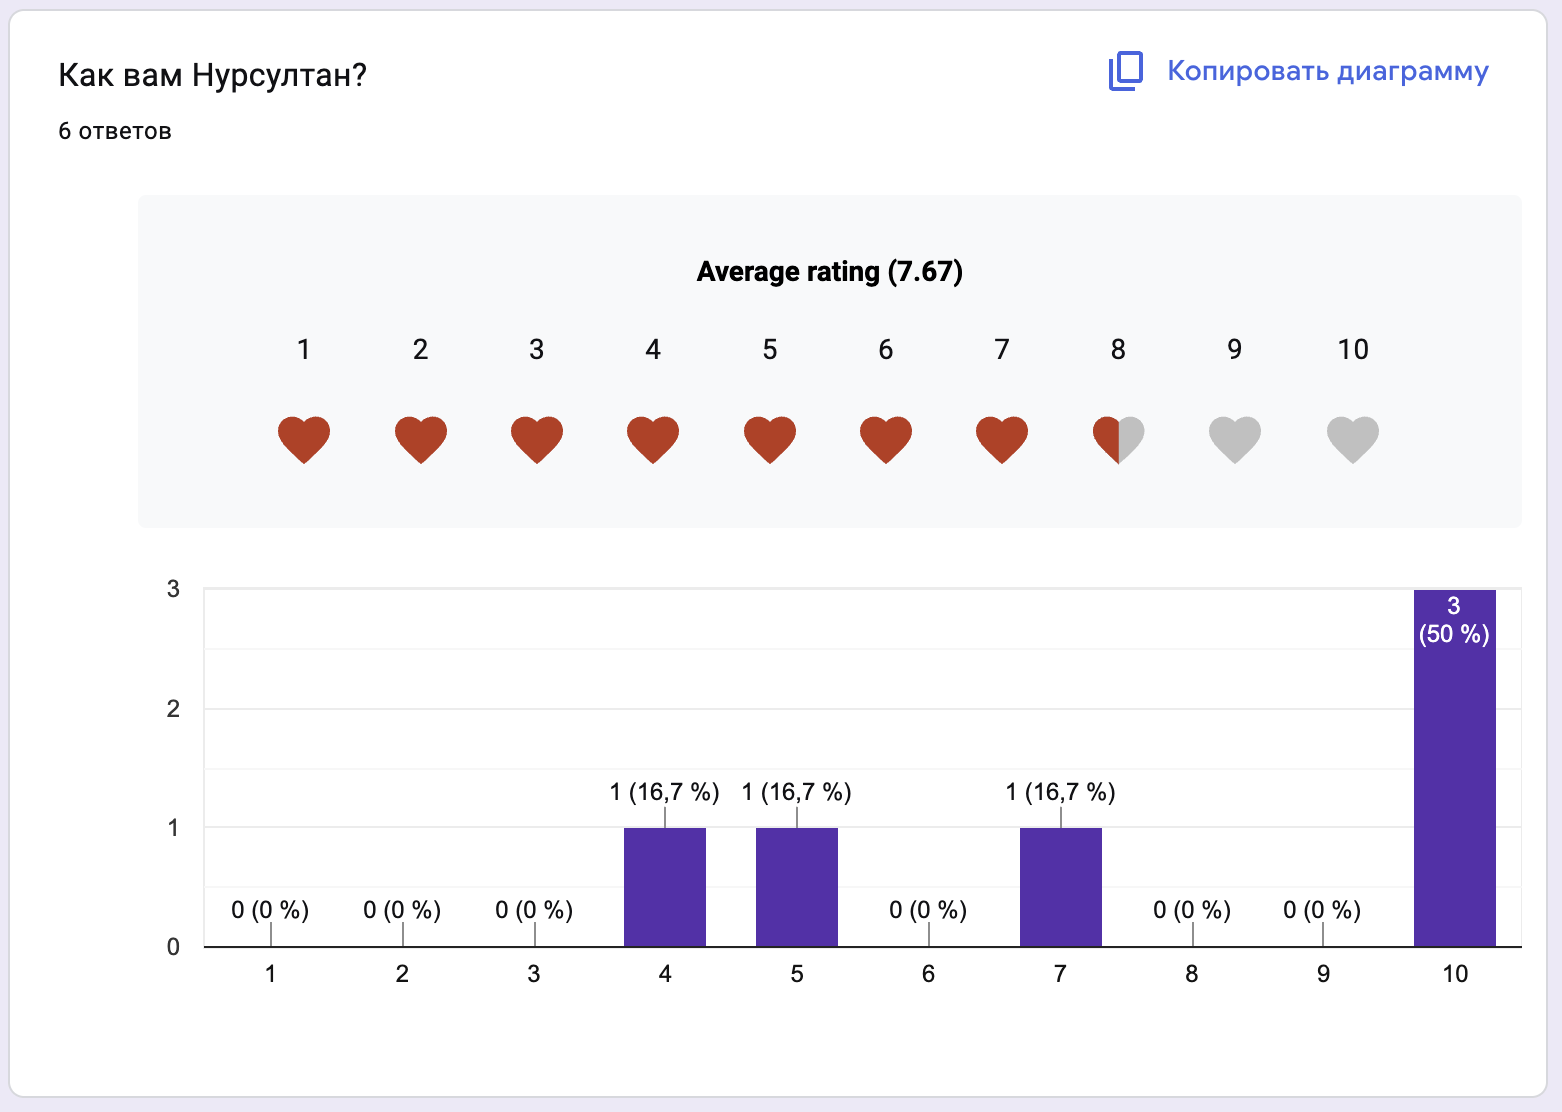 Как вам Нурсултан?
Копировать диаграмму
6 ответов
Average rating (7.67)
1 2 3 4 5 6 7 8 9 10
3
3
(50 %)
2
1 (16,7 %) 1 (16,7 %) 1 (16,7 %)
1
0 (0 %) 0 (0 %) 0 (0 %) 0 (0 %) 0 (0 %) 0 (0 %)
0
1 2 3 4 5 6 7 8 9 10